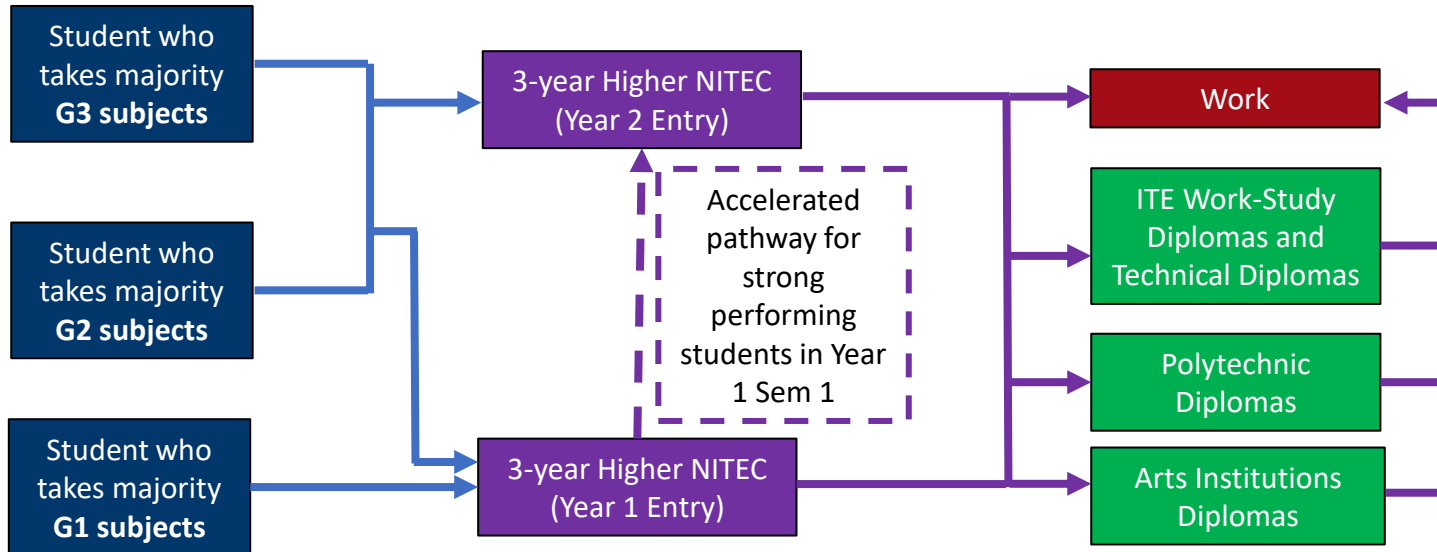 Student who
takes majority
G3 subjects
3-year Higher NITEC
(Year 2 Entry)
Work
Student who
takes majority
G2 subjects
Accelerated
pathway for
strong
performing
students in Year
1 Sem 1
ITE Work-Study
Diplomas and
Technical Diplomas
Polytechnic
Diplomas
Student who
takes majority
G1 subjects
3-year Higher NITEC
(Year 1 Entry)
Arts Institutions
Diplomas